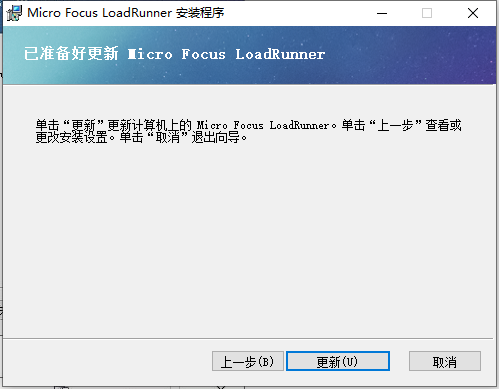 Micro Focus LoadRunner 安装程序
已准备好更新 Micro Focus LoadRunner
单击“更新”更新计算机上的 Micro Focus LoadRunner。单击“上一步”查看或
更改安装设置。单击“取消”退出向导。
上一步(B) 更新(U) 取消